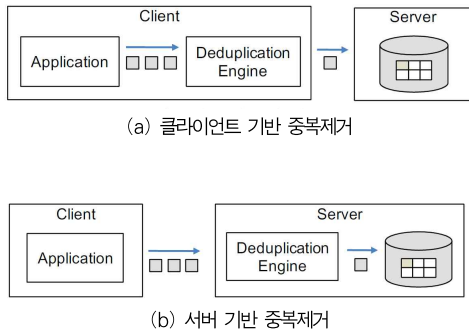 Client
Server
Application
Deduplication
Engine
(a) 클라이언트 기반 중복제거
Client
Server
Application
Deduplication
Engine
(b) 서버 기반 중복제거